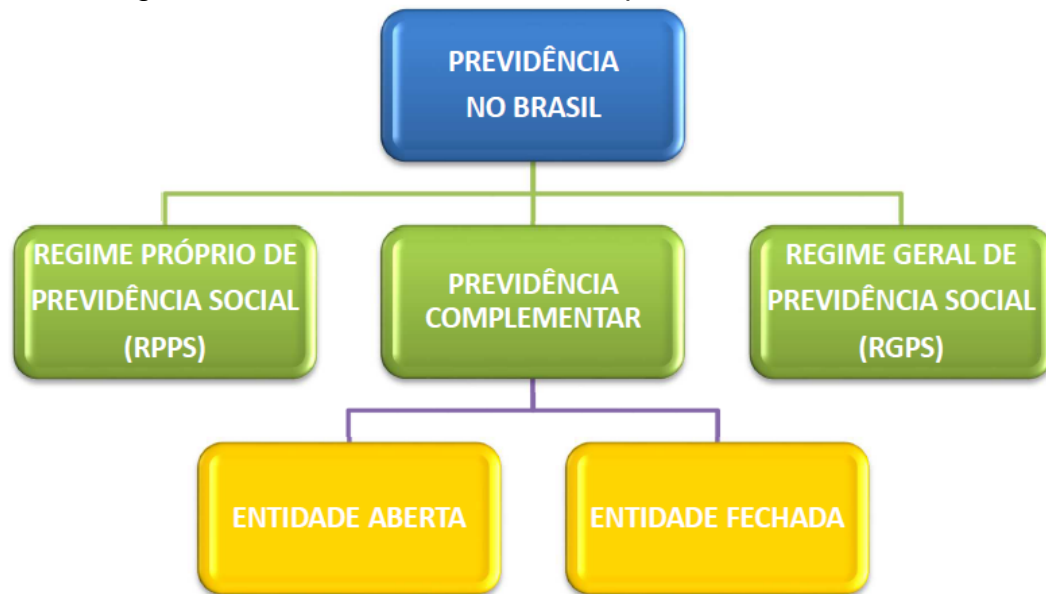 PREVIDÊNCIA
NO BRASIL
REGIME PRÓPRIO DE
PREVIDÊNCIA SOCIAL
(RPPS)
PREVIDÊNCIA
COMPLEMENTAR
REGIME GERAL DE
PREVIDÊNCIA SOCIAL
(RGPS)
ENTIDADE ABERTA
ENTIDADE FECHADA